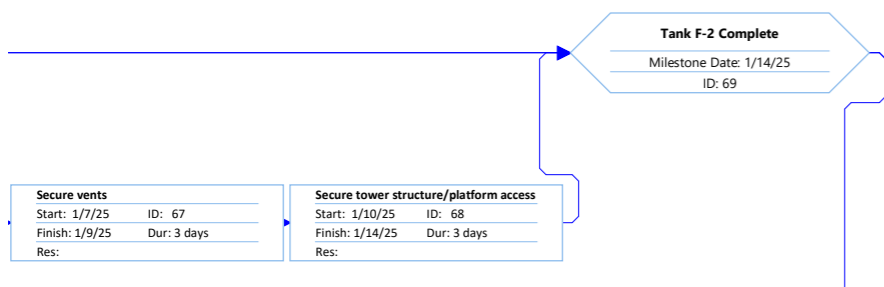 Tank F-2 Complete
Milestone Date: 1/14/25
ID: 69
Secure vents
Start: 1/7/25 ID: 67
Finish: 1/9/25 Dur: 3 days
Res:
Secure tower structure/platform access
Start: 1/10/25 ID: 68
Finish: 1/14/25 Dur: 3 days
Res: